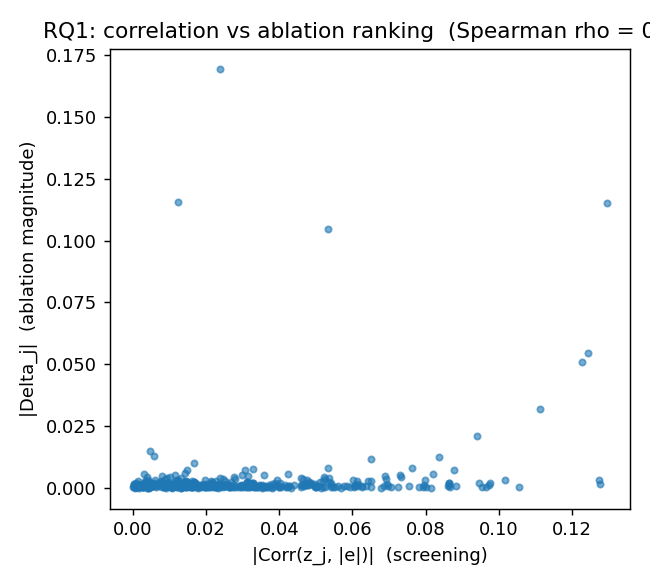 RQ1: correlation vs ablation ranking  (Spearman rho = 0
0.175
0.150
0.125
0.100
0.075
0.050
0.025
0.000
|Delta_j|  (ablation magnitude)
0.00 0.02 0.04 0.06 0.08 0.10 0.12
|Corr(z_j, |e|)|  (screening)